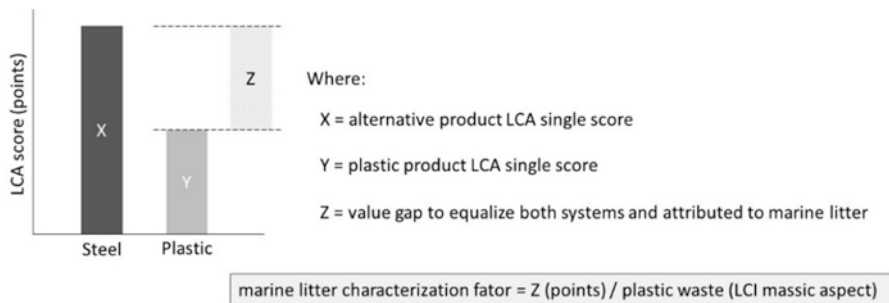 LCA score (points)
X
Y
Z
Steel
Plastic
Where:
X = alternative product LCA single score
Y = plastic product LCA single score
Z = value gap to equalize both systems and attributed to marine litter
marine litter characterization fator = Z (points) / plastic waste (LCI massic aspect)